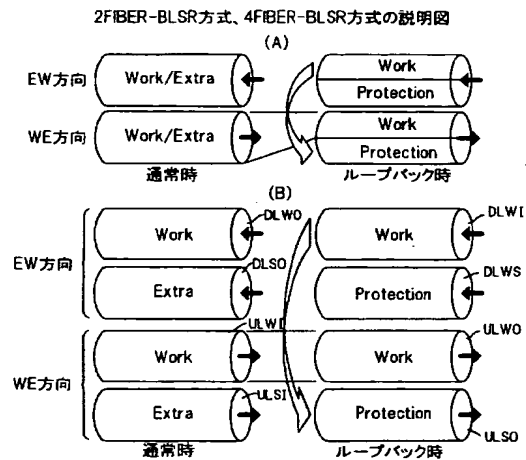 2FIBER-BLSR方式、4FIBER-BLSR方式の説明図
(A)
EW方向
Work/Extra
Work
Protection
WE方向
Work/Extra
Work
Protection
通常時
ループバック時
(B)
EW方向
Work
DLWO
Work
DLWI
Extra
DLSO
Protection
DLWS
WE方向
Work
ULWI
Work
ULWO
Extra
ULSI
Protection
ULSO
通常時
ループバック時